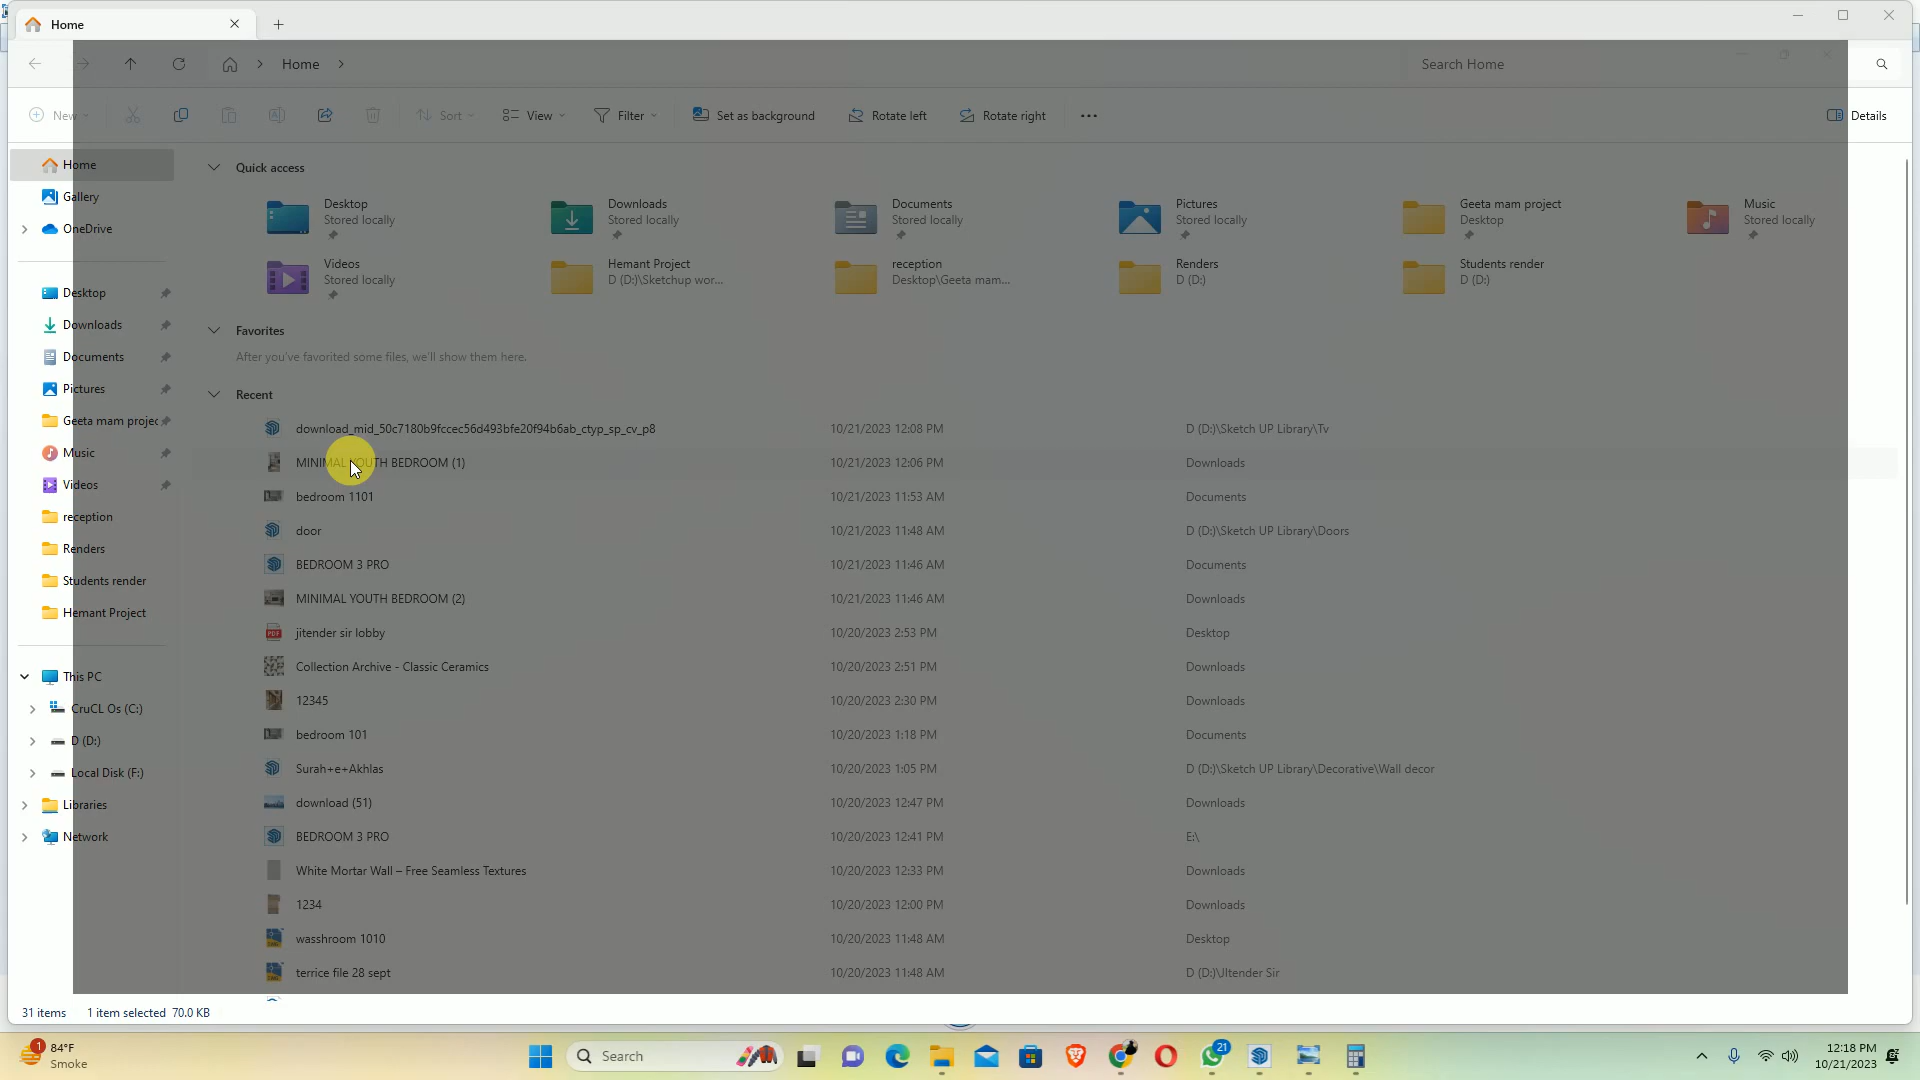 Home
Home
Search Home
New
Sort
View
Filter
Set as background
Rotate left
Rotate right
Details
Home
Gallery
OneDrive
Desktop
Downloads
Documents
Pictures
Geeta mam projec
Music
Videos
reception
Renders
Students render
Hemant Project
This PC
CruCL Os (C:)
D (D:)
Local Disk (F:)
Libraries
Network
Quick access
Desktop
Stored locally
Downloads
Stored locally
Documents
Stored locally
Pictures
Stored locally
Geeta mam project
Desktop
Music
Stored locally
Videos
Stored locally
Hemant Project
D (D:)\Sketchup wor...
reception
Desktop\Geeta mam...
Renders
D (D:)
Students render
D (D:)
Favorites
After you've favorited some files, we'll show them here.
Recent
download_mid_50c7180b9fccec56d493bfe20f94b6ab_ctyp_sp_cv_p8 10/21/2023 12:08 PM D (D:)\Sketch UP Library\Tv
MINIMAL YOUTH BEDROOM (1) 10/21/2023 12:06 PM Downloads
bedroom 1101 10/21/2023 11:53 AM Documents
door 10/21/2023 11:48 AM D (D:)\Sketch UP Library\Doors
BEDROOM 3 PRO 10/21/2023 11:46 AM Documents
MINIMAL YOUTH BEDROOM (2) 10/21/2023 11:46 AM Downloads
jitender sir lobby 10/20/2023 2:53 PM Desktop
Collection Archive - Classic Ceramics 10/20/2023 2:51 PM Downloads
12345 10/20/2023 2:30 PM Downloads
bedroom 101 10/20/2023 1:18 PM Documents
Surah+e+Akhlas 10/20/2023 1:05 PM D (D:)\Sketch UP Library\Decorative\Wall decor
download (51) 10/20/2023 12:47 PM Downloads
BEDROOM 3 PRO 10/20/2023 12:41 PM E:\
White Mortar Wall – Free Seamless Textures 10/20/2023 12:33 PM Downloads
1234 10/20/2023 12:00 PM Downloads
wasshroom 1010 10/20/2023 11:48 AM Desktop
terrice file 28 sept 10/20/2023 11:48 AM D (D:)\Jitender Sir
31 items 1 item selected 70.0 KB
1
84°F
Smoke
Search
21
12:18 PM
10/21/2023